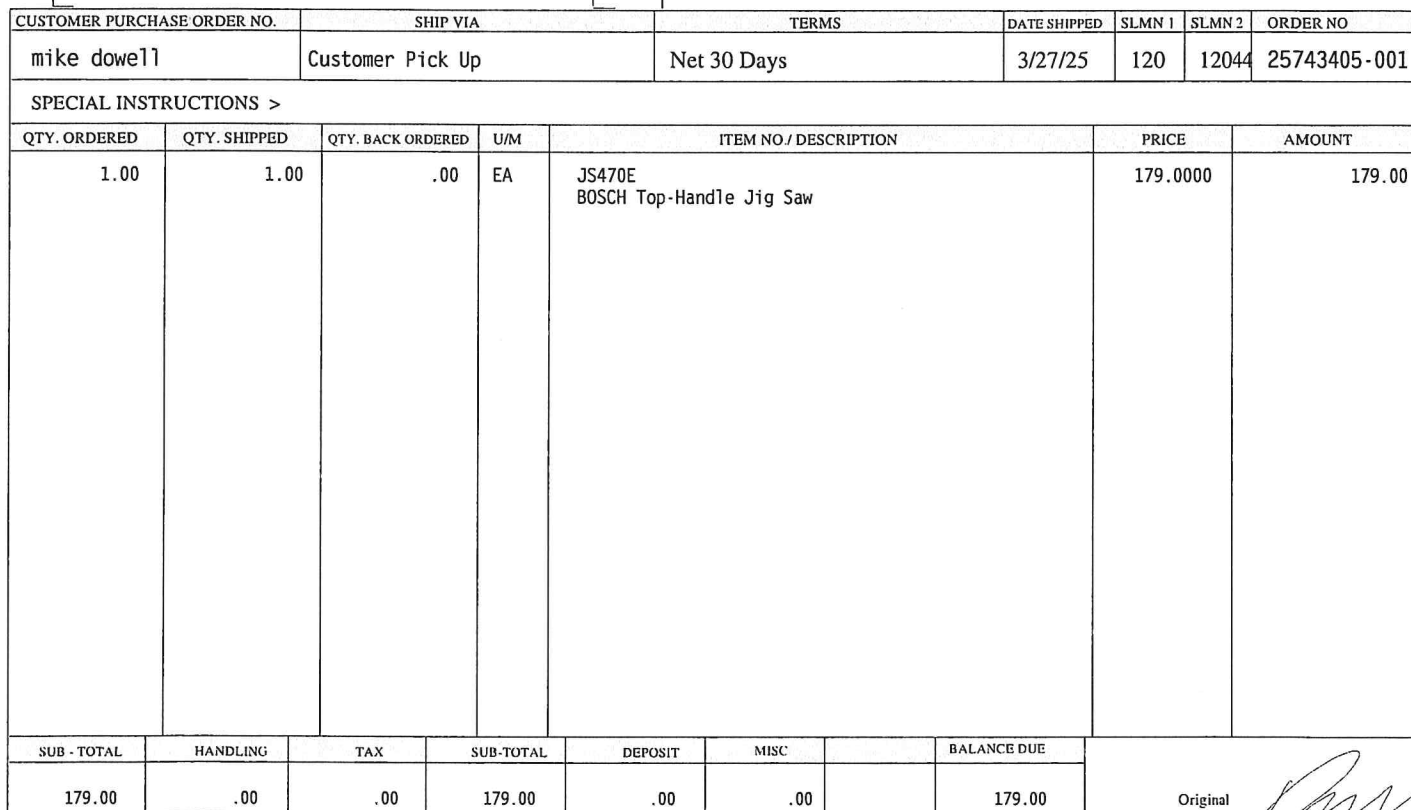 CUSTOMER PURCHASE ORDER NO. SHIP VIA TERMS DATE SHIPPED SLMN 1 SLMN 2 ORDER NO
mike dowell Customer Pick Up Net 30 Days 3/27/25 120 12044 25743405-001
SPECIAL INSTRUCTIONS >
QTY. ORDERED QTY. SHIPPED QTY. BACK ORDERED U/M ITEM NO./ DESCRIPTION PRICE AMOUNT
1.00 1.00 .00 EA JS470E 179.0000 179.00
BOSCH Top-Handle Jig Saw
SUB - TOTAL HANDLING TAX SUB-TOTAL DEPOSIT MISC BALANCE DUE
179.00 .00 .00 179.00 .00 .00 179.00 Original